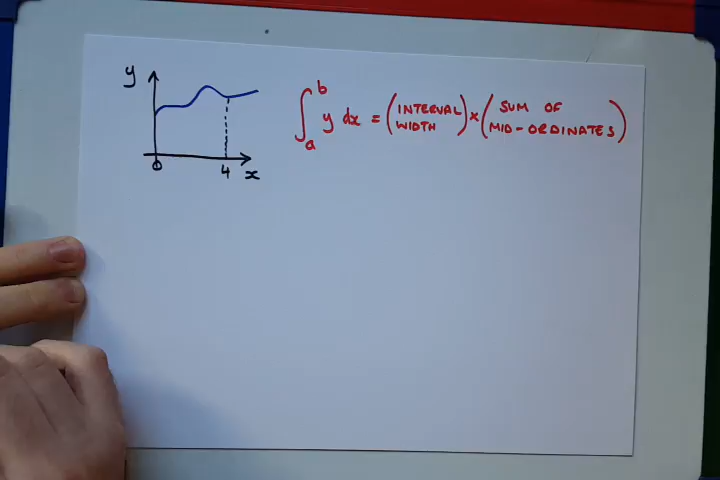 y
0 4 x
∫ₐᵇ y dx = (INTERVAL WIDTH) × (SUM OF MID-ORDINATES)